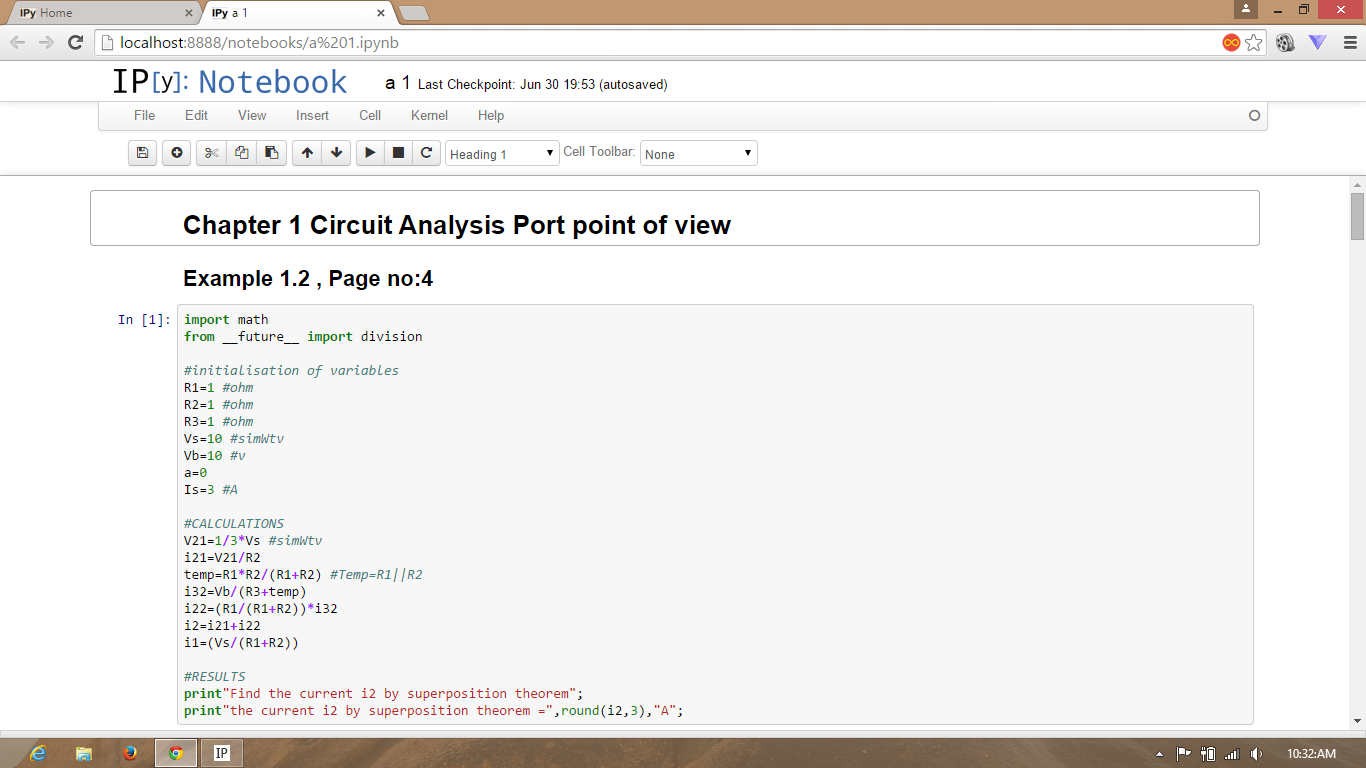 IPy Home
IPy a 1
localhost:8888/notebooks/a%201.ipynb
IP[y]: Notebook
a 1 Last Checkpoint: Jun 30 19:53 (autosaved)
File Edit View Insert Cell Kernel Help
Heading 1 Cell Toolbar: None
Chapter 1 Circuit Analysis Port point of view
Example 1.2 , Page no:4
In [1]:
import math
from __future__ import division
#initialisation of variables
R1=1 #ohm
R2=1 #ohm
R3=1 #ohm
Vs=10 #simWtv
Vb=10 #v
a=0
Is=3 #A
#CALCULATIONS
V21=1/3*Vs #simWtv
i21=V21/R2
temp=R1*R2/(R1+R2) #Temp=R1||R2
i32=Vb/(R3+temp)
i22=(R1/(R1+R2))*i32
i2=i21+i22
i1=(Vs/(R1+R2))
#RESULTS
print"Find the current i2 by superposition theorem";
print"the current i2 by superposition theorem =",round(i2,3),"A";
IP
10:32:AM